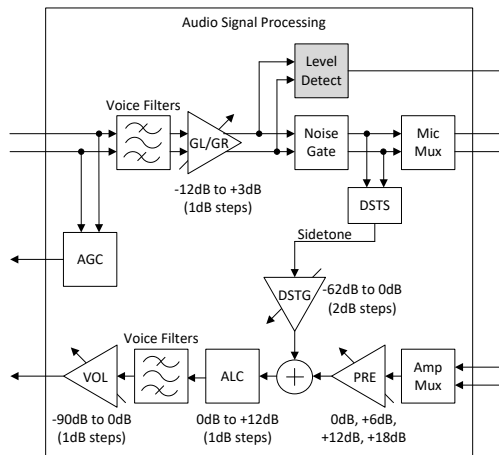 Audio Signal Processing
Level
Detect
Voice Filters
GL/GR
Noise
Gate
Mic
Mux
-12dB to +3dB
(1dB steps)
DSTS
Sidetone
AGC
DSTG
-62dB to 0dB
(2dB steps)
Voice Filters
VOL
ALC
PRE
Amp
Mux
-90dB to 0dB
(1dB steps)
0dB to +12dB
(1dB steps)
0dB, +6dB,
+12dB, +18dB